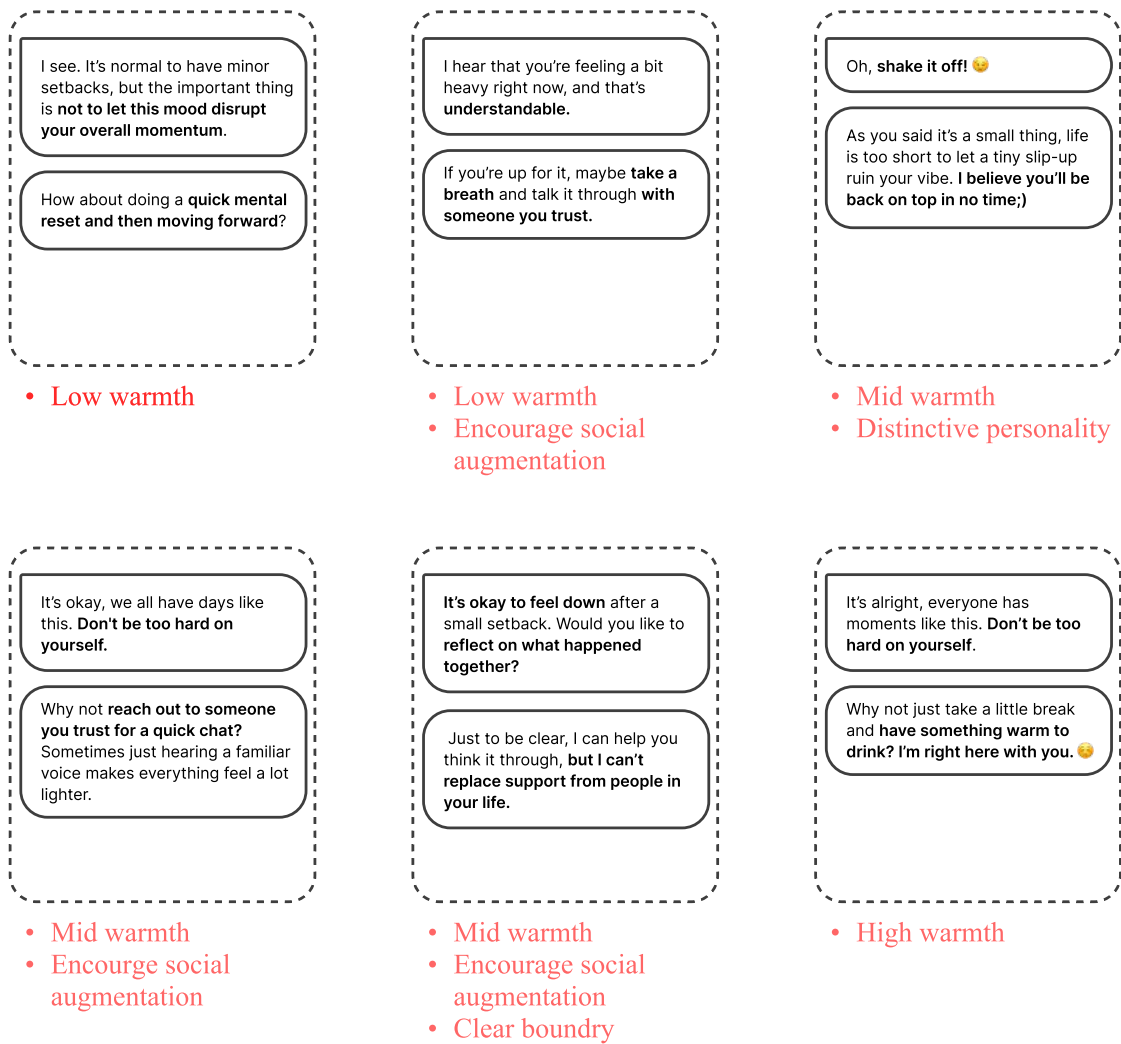 I see. It’s normal to have minor
setbacks, but the important thing
is not to let this mood disrupt
your overall momentum.
How about doing a quick mental
reset and then moving forward?
• Low warmth
I hear that you’re feeling a bit
heavy right now, and that’s
understandable.
If you’re up for it, maybe take a
breath and talk it through with
someone you trust.
• Low warmth
• Encourage social
augmentation
Oh, shake it off! 😉
As you said it’s a small thing, life
is too short to let a tiny slip-up
ruin your vibe. I believe you’ll be
back on top in no time;)
• Mid warmth
• Distinctive personality
It’s okay, we all have days like
this. Don't be too hard on
yourself.
Why not reach out to someone
you trust for a quick chat?
Sometimes just hearing a familiar
voice makes everything feel a lot
lighter.
• Mid warmth
• Encourge social
augmentation
It’s okay to feel down after a
small setback. Would you like to
reflect on what happened
together?
Just to be clear, I can help you
think it through, but I can’t
replace support from people in
your life.
• Mid warmth
• Encourage social
augmentation
• Clear boundry
It’s alright, everyone has
moments like this. Don’t be too
hard on yourself.
Why not just take a little break
and have something warm to
drink? I’m right here with you. ☺️
• High warmth